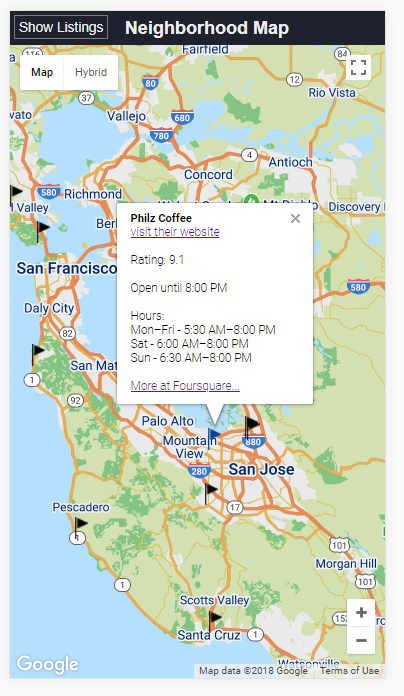 Show Listings
Neighborhood Map
Map
Hybrid
Fairfield
84
12
Rio Vista
80
37
Vallejo
680
780
4
Antioch
Concord
580
Richmond
Discovery
Valley
San Francisco
580
Daly City
82
San Mat
1
92
Philz Coffee
visit their website
Rating: 9.1
Open until 8:00 PM
Hours:
Mon–Fri - 5:30 AM–8:00 PM
Sat - 6:00 AM–8:00 PM
Sun - 6:30 AM–8:00 PM
More at Foursquare...
Palo Alto
Mountain
View
880
280
San Jose
17
Pescadero
1
101
101
Morgan Hill
1
Scotts Valley
152
Santa Cruz
1
Watsonville
Google
Map data ©2018 Google
Terms of Use